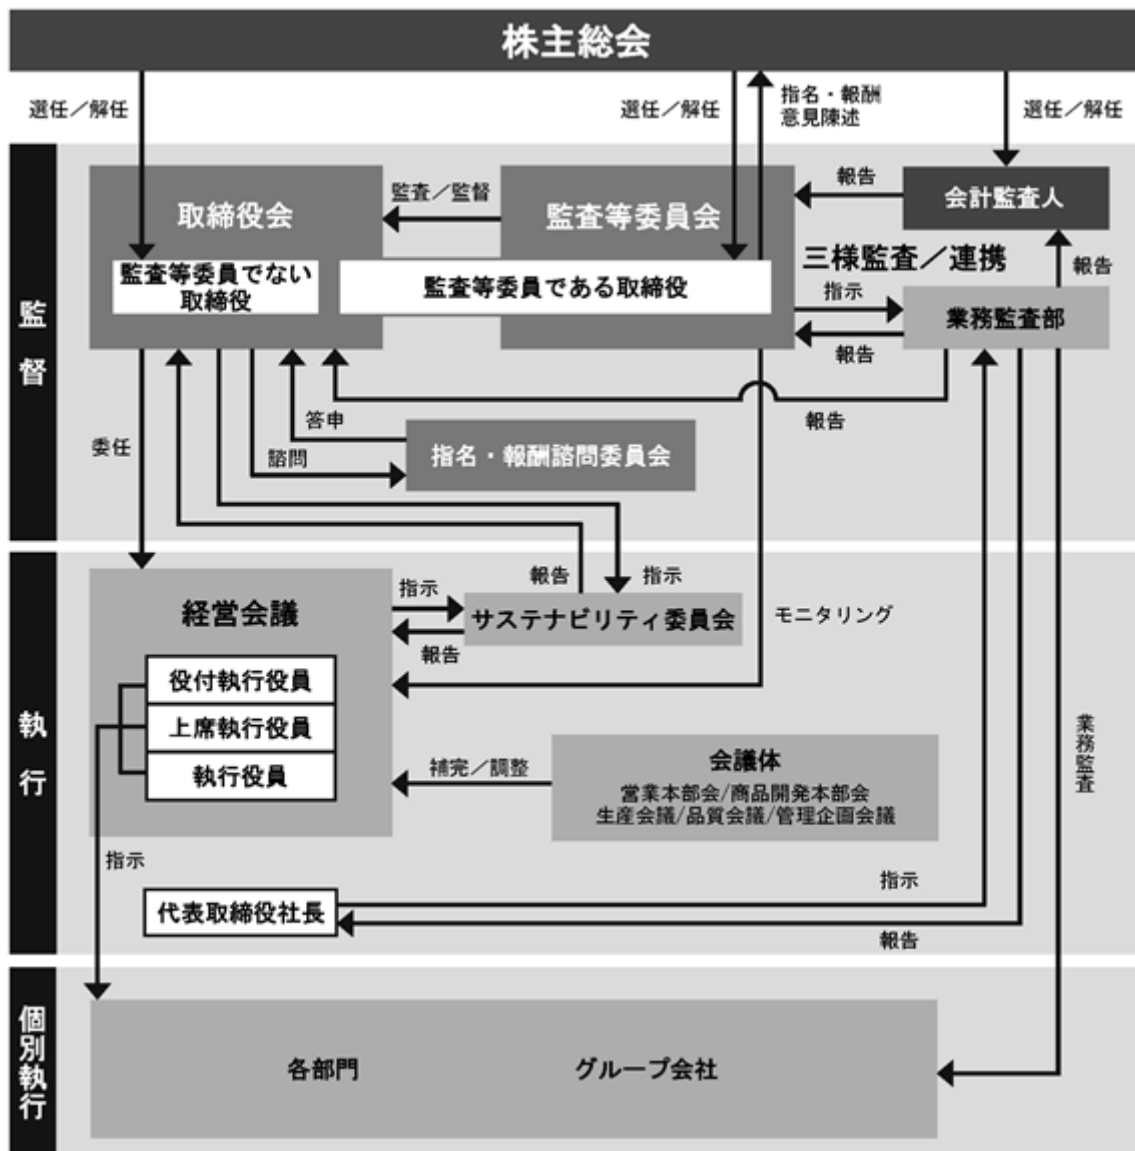 株主総会
選任／解任
選任／解任
指名・報酬
意見陳述
選任／解任
監督
取締役会
監査等委員でない
取締役
監査／監督
監査等委員会
監査等委員である取締役
報告
会計監査人
三様監査／連携
報告
指示
業務監査部
報告
報告
委任
答申
諮問
指名・報酬諮問委員会
執行
経営会議
指示
報告
指示
サステナビリティ委員会
報告
モニタリング
役付執行役員
上席執行役員
執行役員
補完／調整
会議体
営業本部会/商品開発本部会
生産会議/品質会議/管理企画会議
業務監査
指示
代表取締役社長
指示
報告
個別執行
各部門
グループ会社